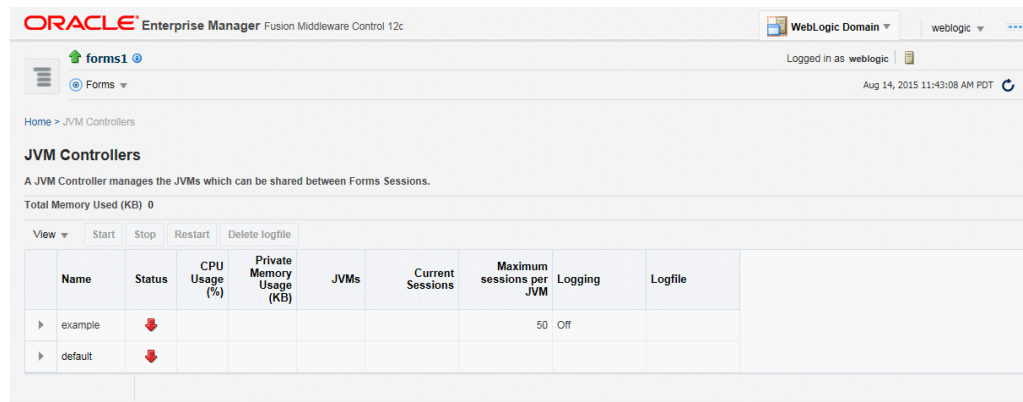 ORACLE Enterprise Manager Fusion Middleware Control 12c
WebLogic Domain
weblogic
forms1
Logged in as weblogic
Forms
Aug 14, 2015 11:43:08 AM PDT
Home > JVM Controllers
JVM Controllers
A JVM Controller manages the JVMs which can be shared between Forms Sessions.
Total Memory Used (KB) 0
View Start Stop Restart Delete logfile
Name Status CPU Usage (%) Private Memory Usage (KB) JVMs Current Sessions Maximum sessions per JVM Logging Logfile
example 50 Off
default